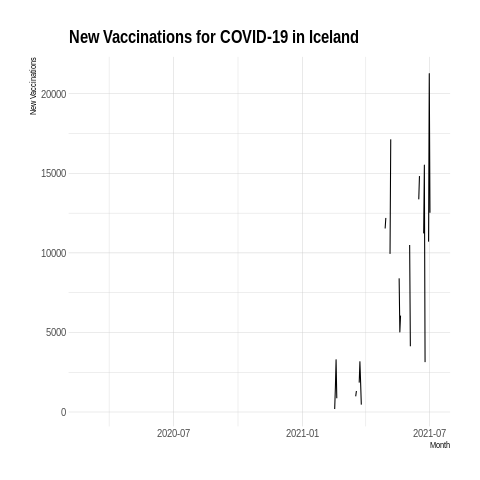 New Vaccinations for COVID-19 in Iceland
New Vaccinations
20000
15000
10000
5000
0
2020-07 2021-01 2021-07
Month